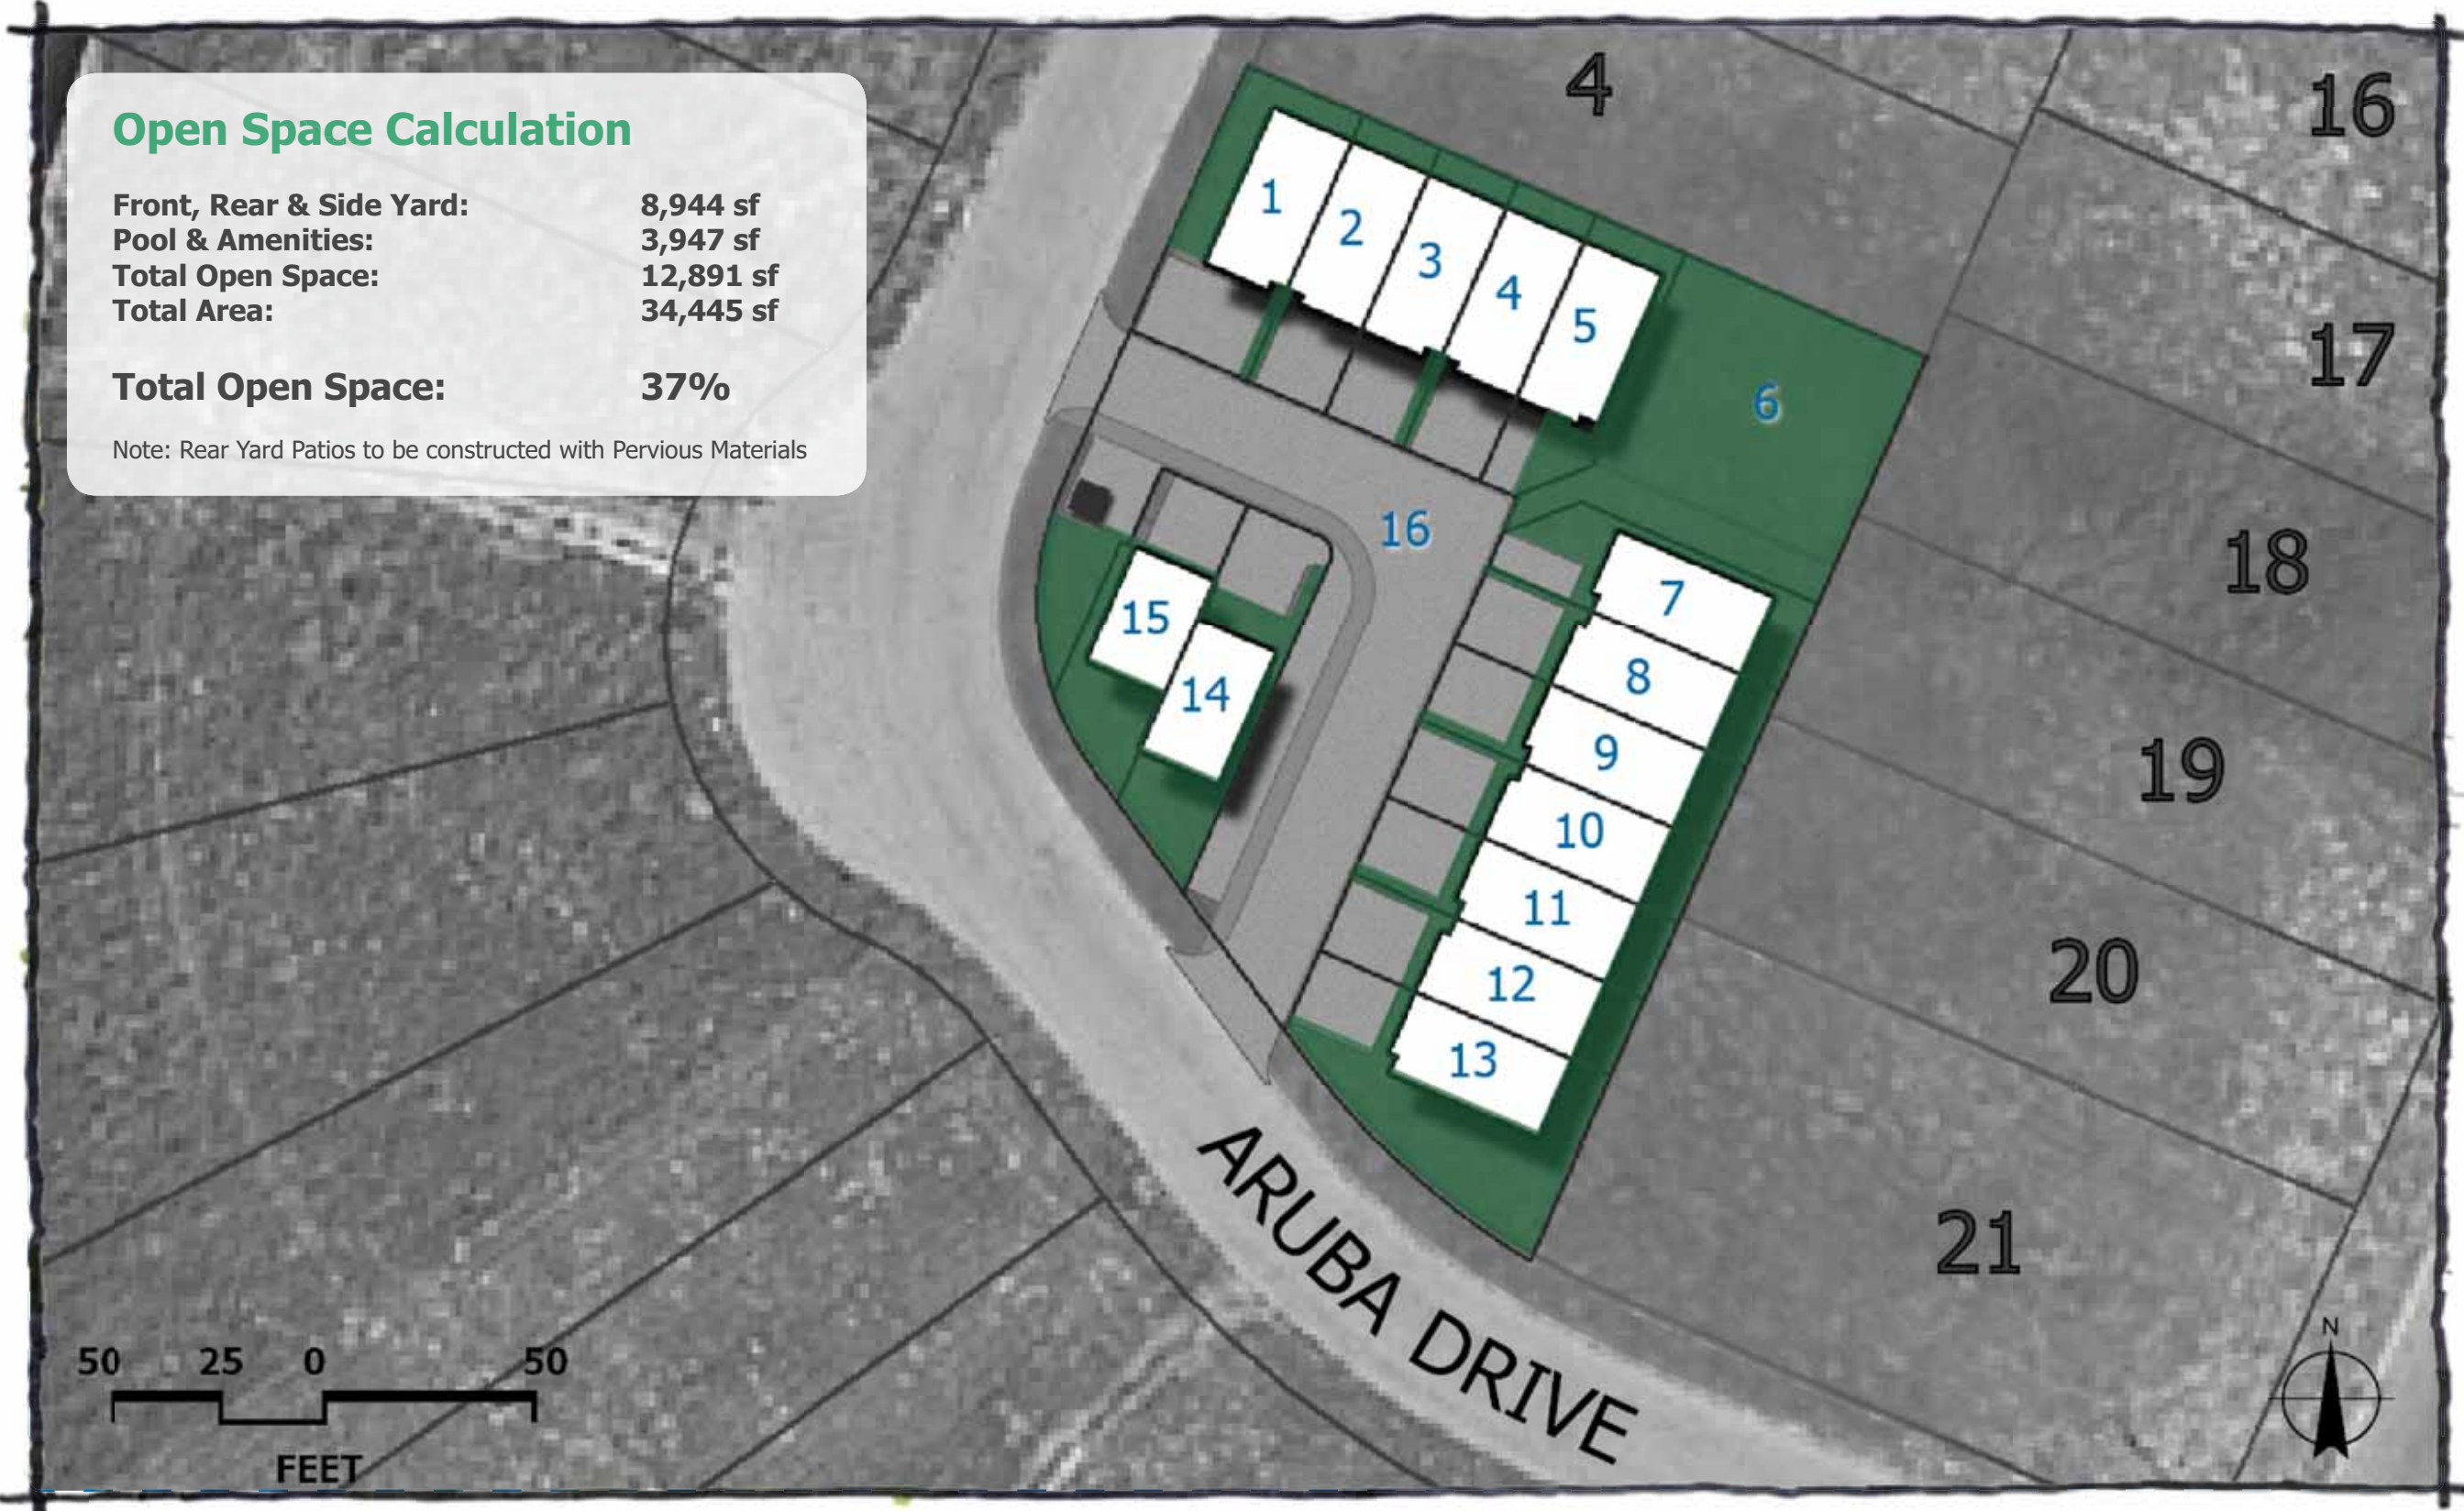 Open Space Calculation
Front, Rear & Side Yard: 8,944 sf
Pool & Amenities: 3,947 sf
Total Open Space: 12,891 sf
Total Area: 34,445 sf
Total Open Space: 37%
Note: Rear Yard Patios to be constructed with Pervious Materials
4
16
17
18
19
20
21
1
2
3
4
5
6
16
7
8
9
10
11
12
13
15
14
ARUBA DRIVE
50 25 0 50
FEET
N